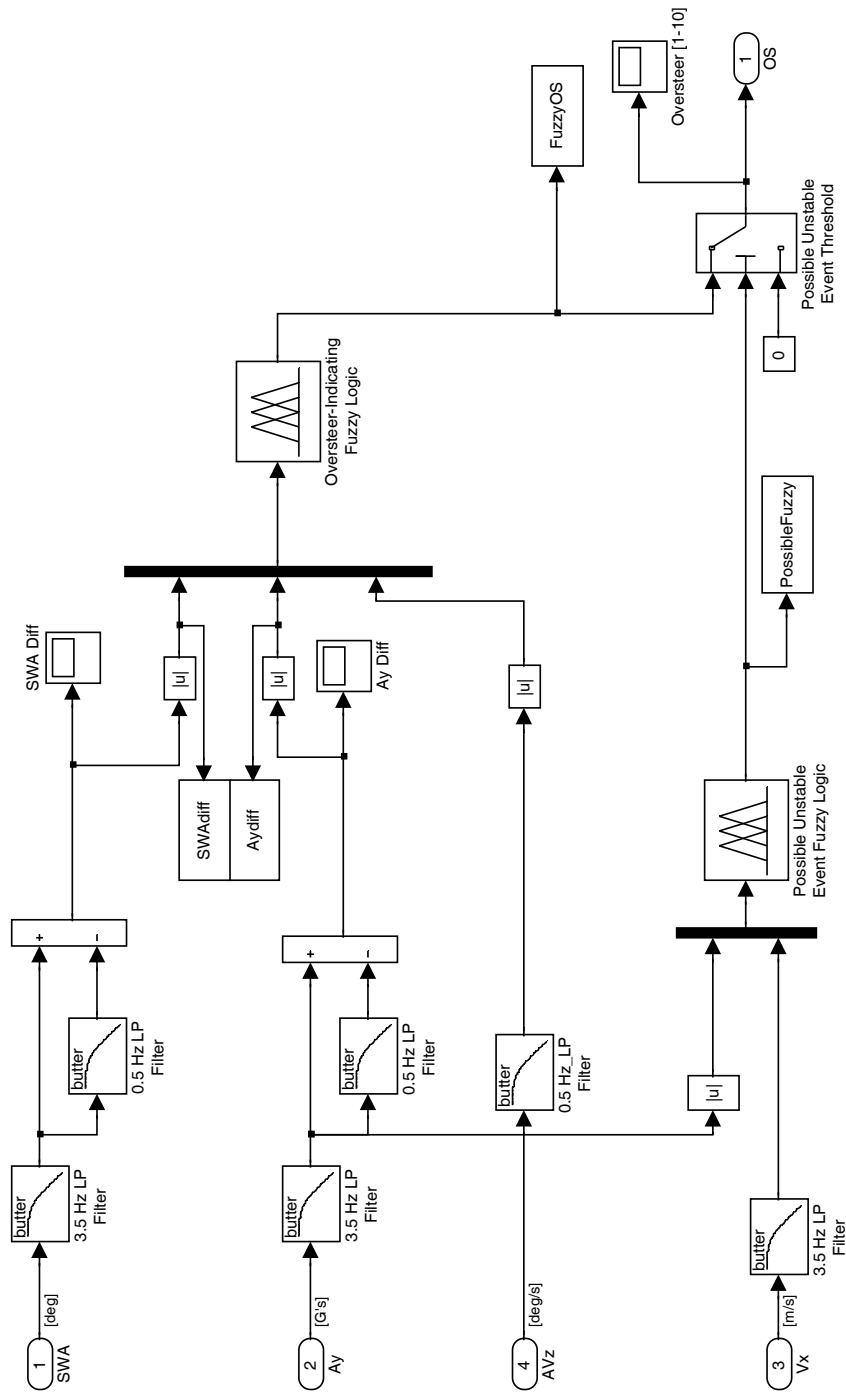 1
SWA
[deg]
butter
3.5 Hz LP
Filter
butter
0.5 Hz LP
Filter
+
−
SWA Diff
|u|
SWAdiff
Aydiff
|u|
Ay Diff
2
Ay
[G's]
butter
3.5 Hz LP
Filter
butter
0.5 Hz LP
Filter
+
−
Oversteer-Indicating
Fuzzy Logic
FuzzyOS
4
AVz
[deg/s]
butter
0.5 Hz_LP
Filter
|u|
3
Vx
[m/s]
butter
3.5 Hz LP
Filter
|u|
Possible Unstable
Event Fuzzy Logic
PossibleFuzzy
0
Possible Unstable
Event Threshold
Oversteer [1-10]
1
OS